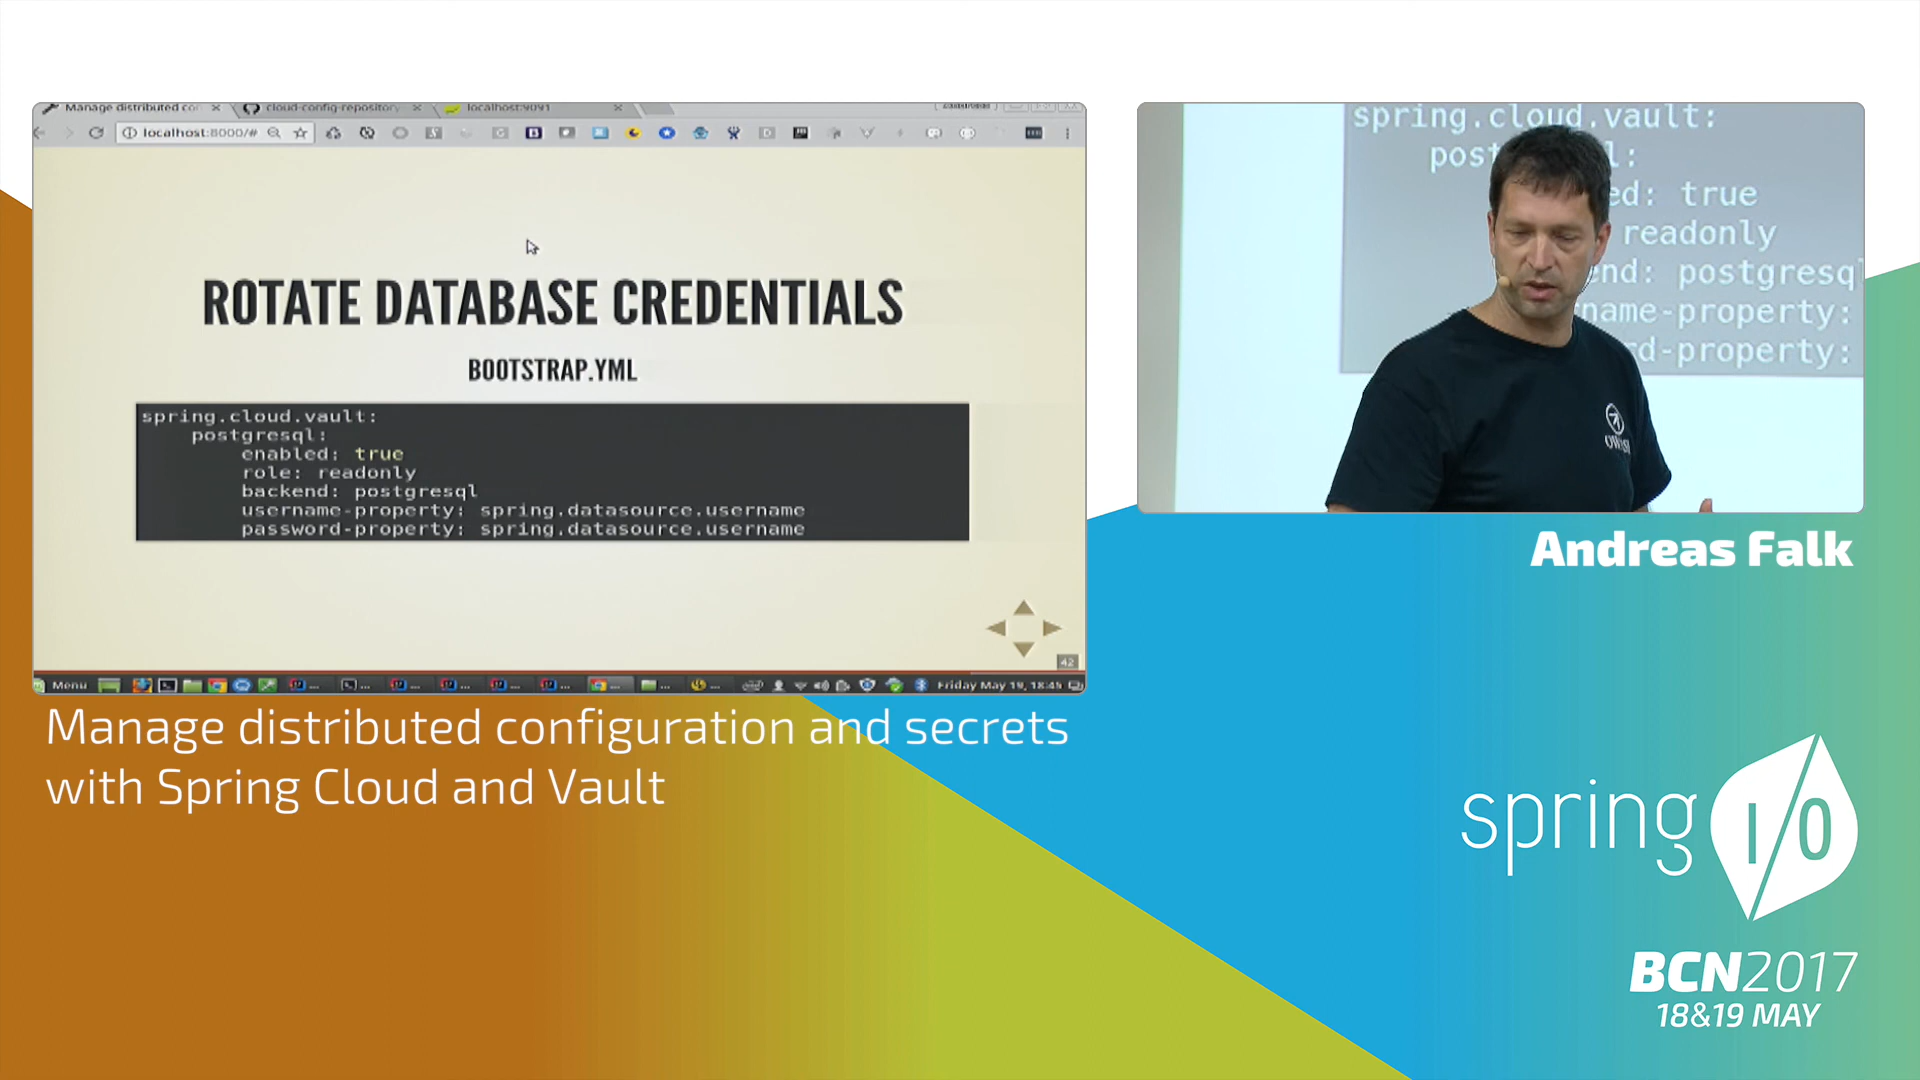 Manage distributed co
cloud-config-repository
localhost:9091
localhost:8000/#
ROTATE DATABASE CREDENTIALS
BOOTSTRAP.YML
spring.cloud.vault:
postgresql:
enabled: true
role: readonly
backend: postgresql
username-property: spring.datasource.username
password-property: spring.datasource.username
42
Menu
Friday May 19, 18:45
spring.cloud.vault:
post l:
ed: true
readonly
end: postgresql
name-property:
d-property:
Andreas Falk
Manage distributed configuration and secrets
with Spring Cloud and Vault
spring I/O
BCN2017
18&19 MAY